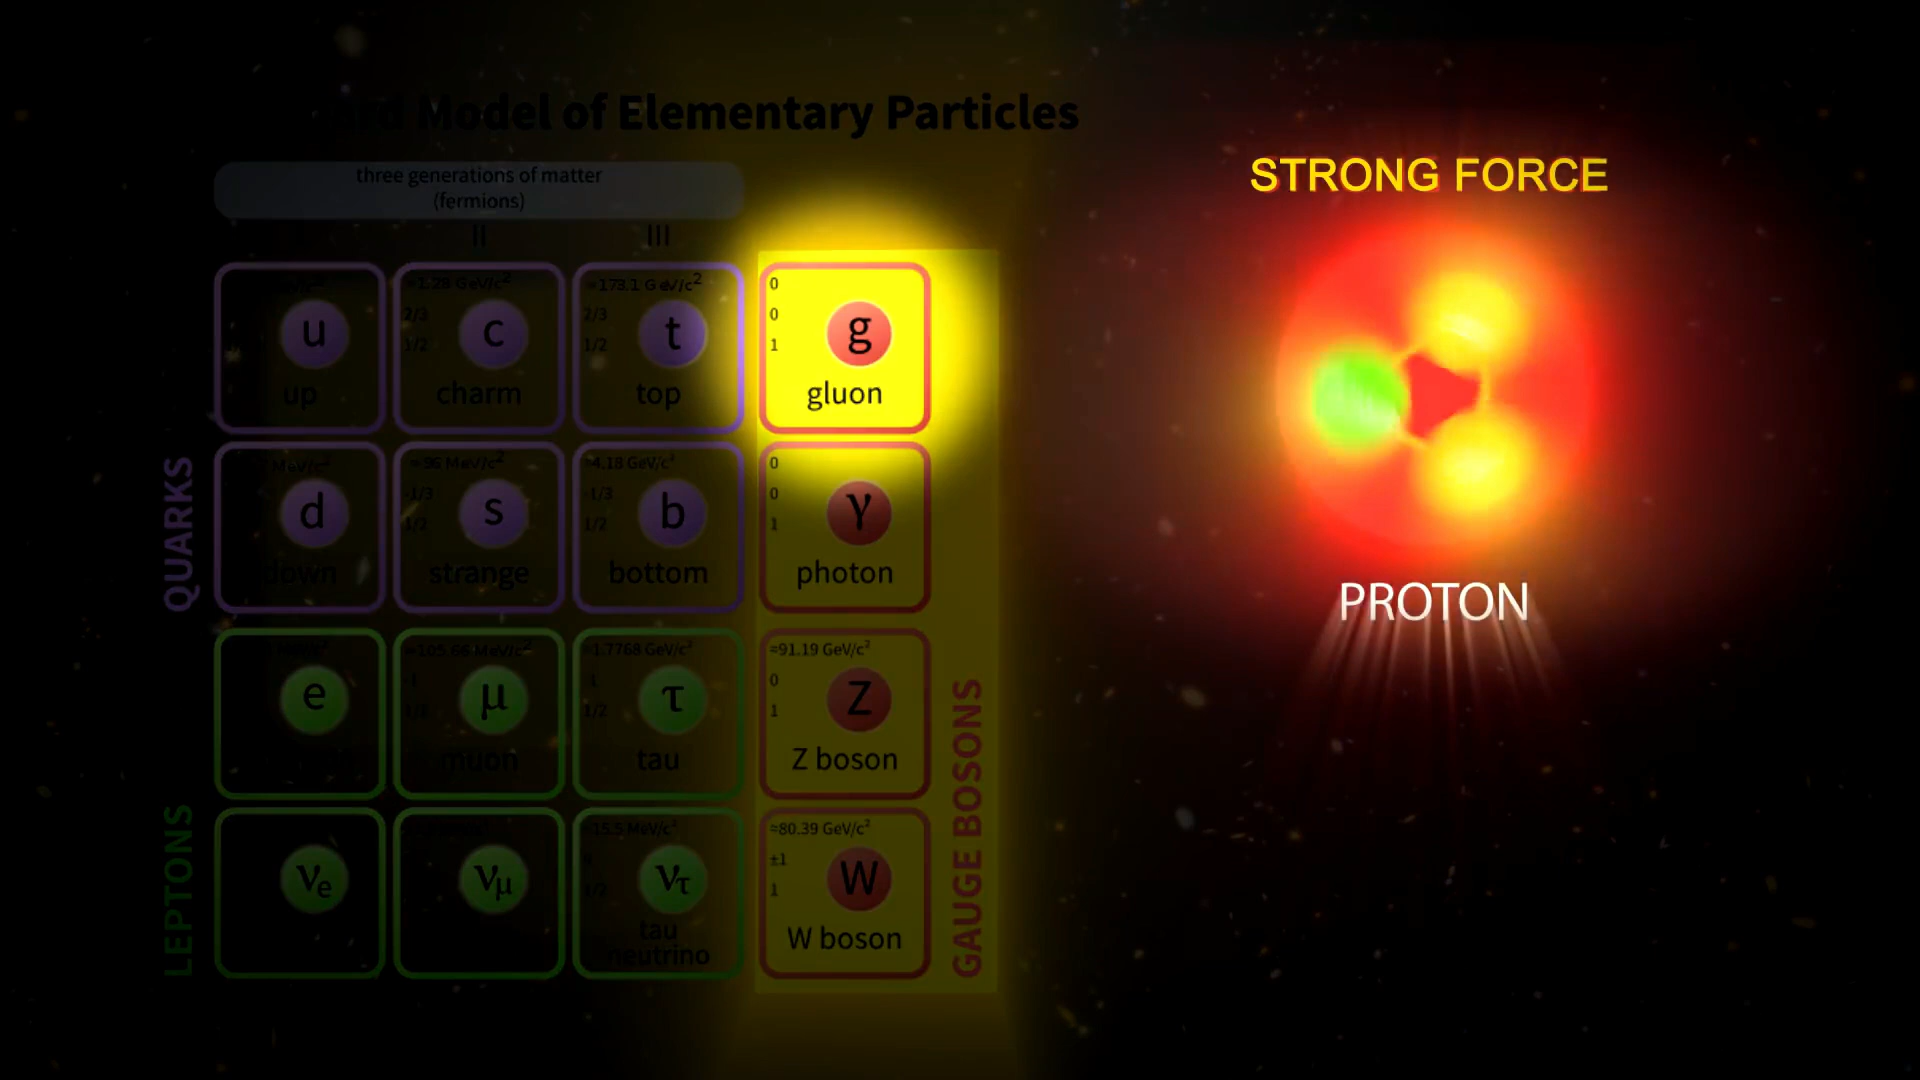 Model of Elementary Particles
STRONG FORCE
three generations of matter
(fermions)
II
III
≈1.28 GeV/c²
≈173.1 GeV/c²
0
2/3
2/3
0
1/2
1/2
1
u
c
t
g
up
charm
top
gluon
MeV/c²
≈96 MeV/c²
≈4.18 GeV/c²
0
-1/3
-1/3
0
1/2
1/2
1
d
s
b
γ
down
strange
bottom
photon
QUARKS
PROTON
≈105.66 MeV/c²
≈1.7768 GeV/c²
≈91.19 GeV/c²
0
1/2
1
e
μ
τ
Z
muon
tau
Z boson
≈80.39 GeV/c²
±1
1/2
1
νe
νμ
ντ
W
tau
neutrino
W boson
LEPTONS
GAUGE BOSONS